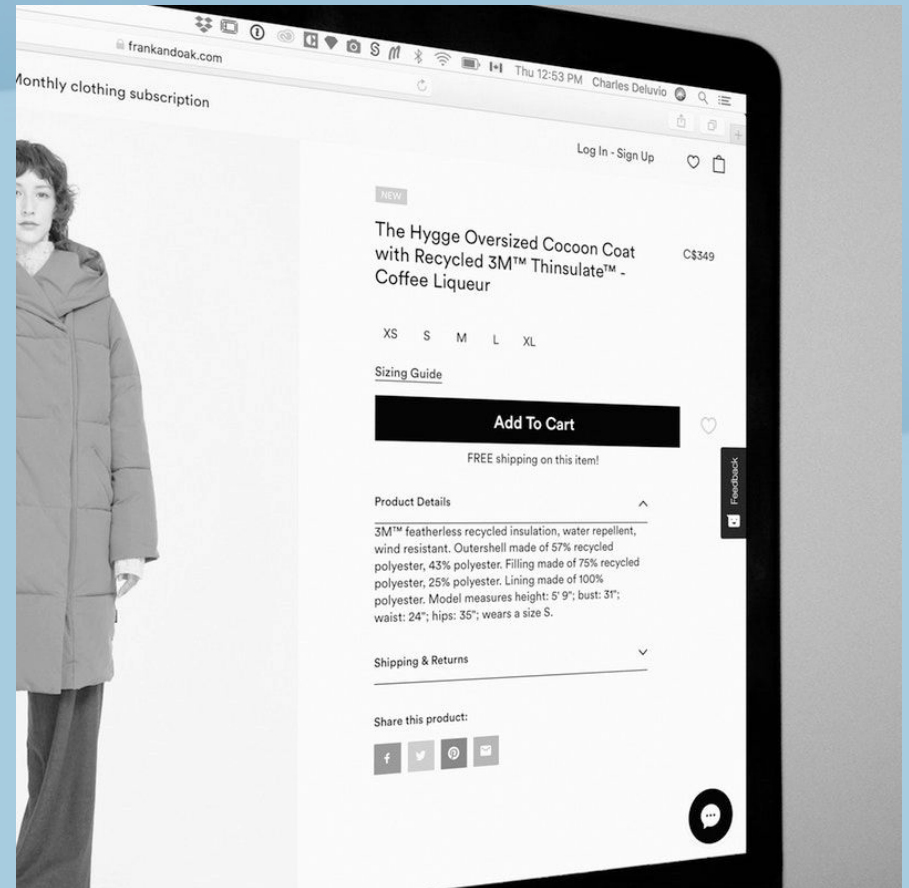 Thu 12:53 PM Charles Deluvio
frankandoak.com
Monthly clothing subscription
Log In - Sign Up
NEW
The Hygge Oversized Cocoon Coat
with Recycled 3M™ Thinsulate™ -
Coffee Liqueur
C$349
XS S M L XL
Sizing Guide
Add To Cart
FREE shipping on this item!
Feedback
Product Details
3M™ featherless recycled insulation, water repellent,
wind resistant. Outershell made of 57% recycled
polyester, 43% polyester. Filling made of 75% recycled
polyester, 25% polyester. Lining made of 100%
polyester. Model measures height: 5' 9"; bust: 31";
waist: 24"; hips: 35"; wears a size S.
Shipping & Returns
Share this product: